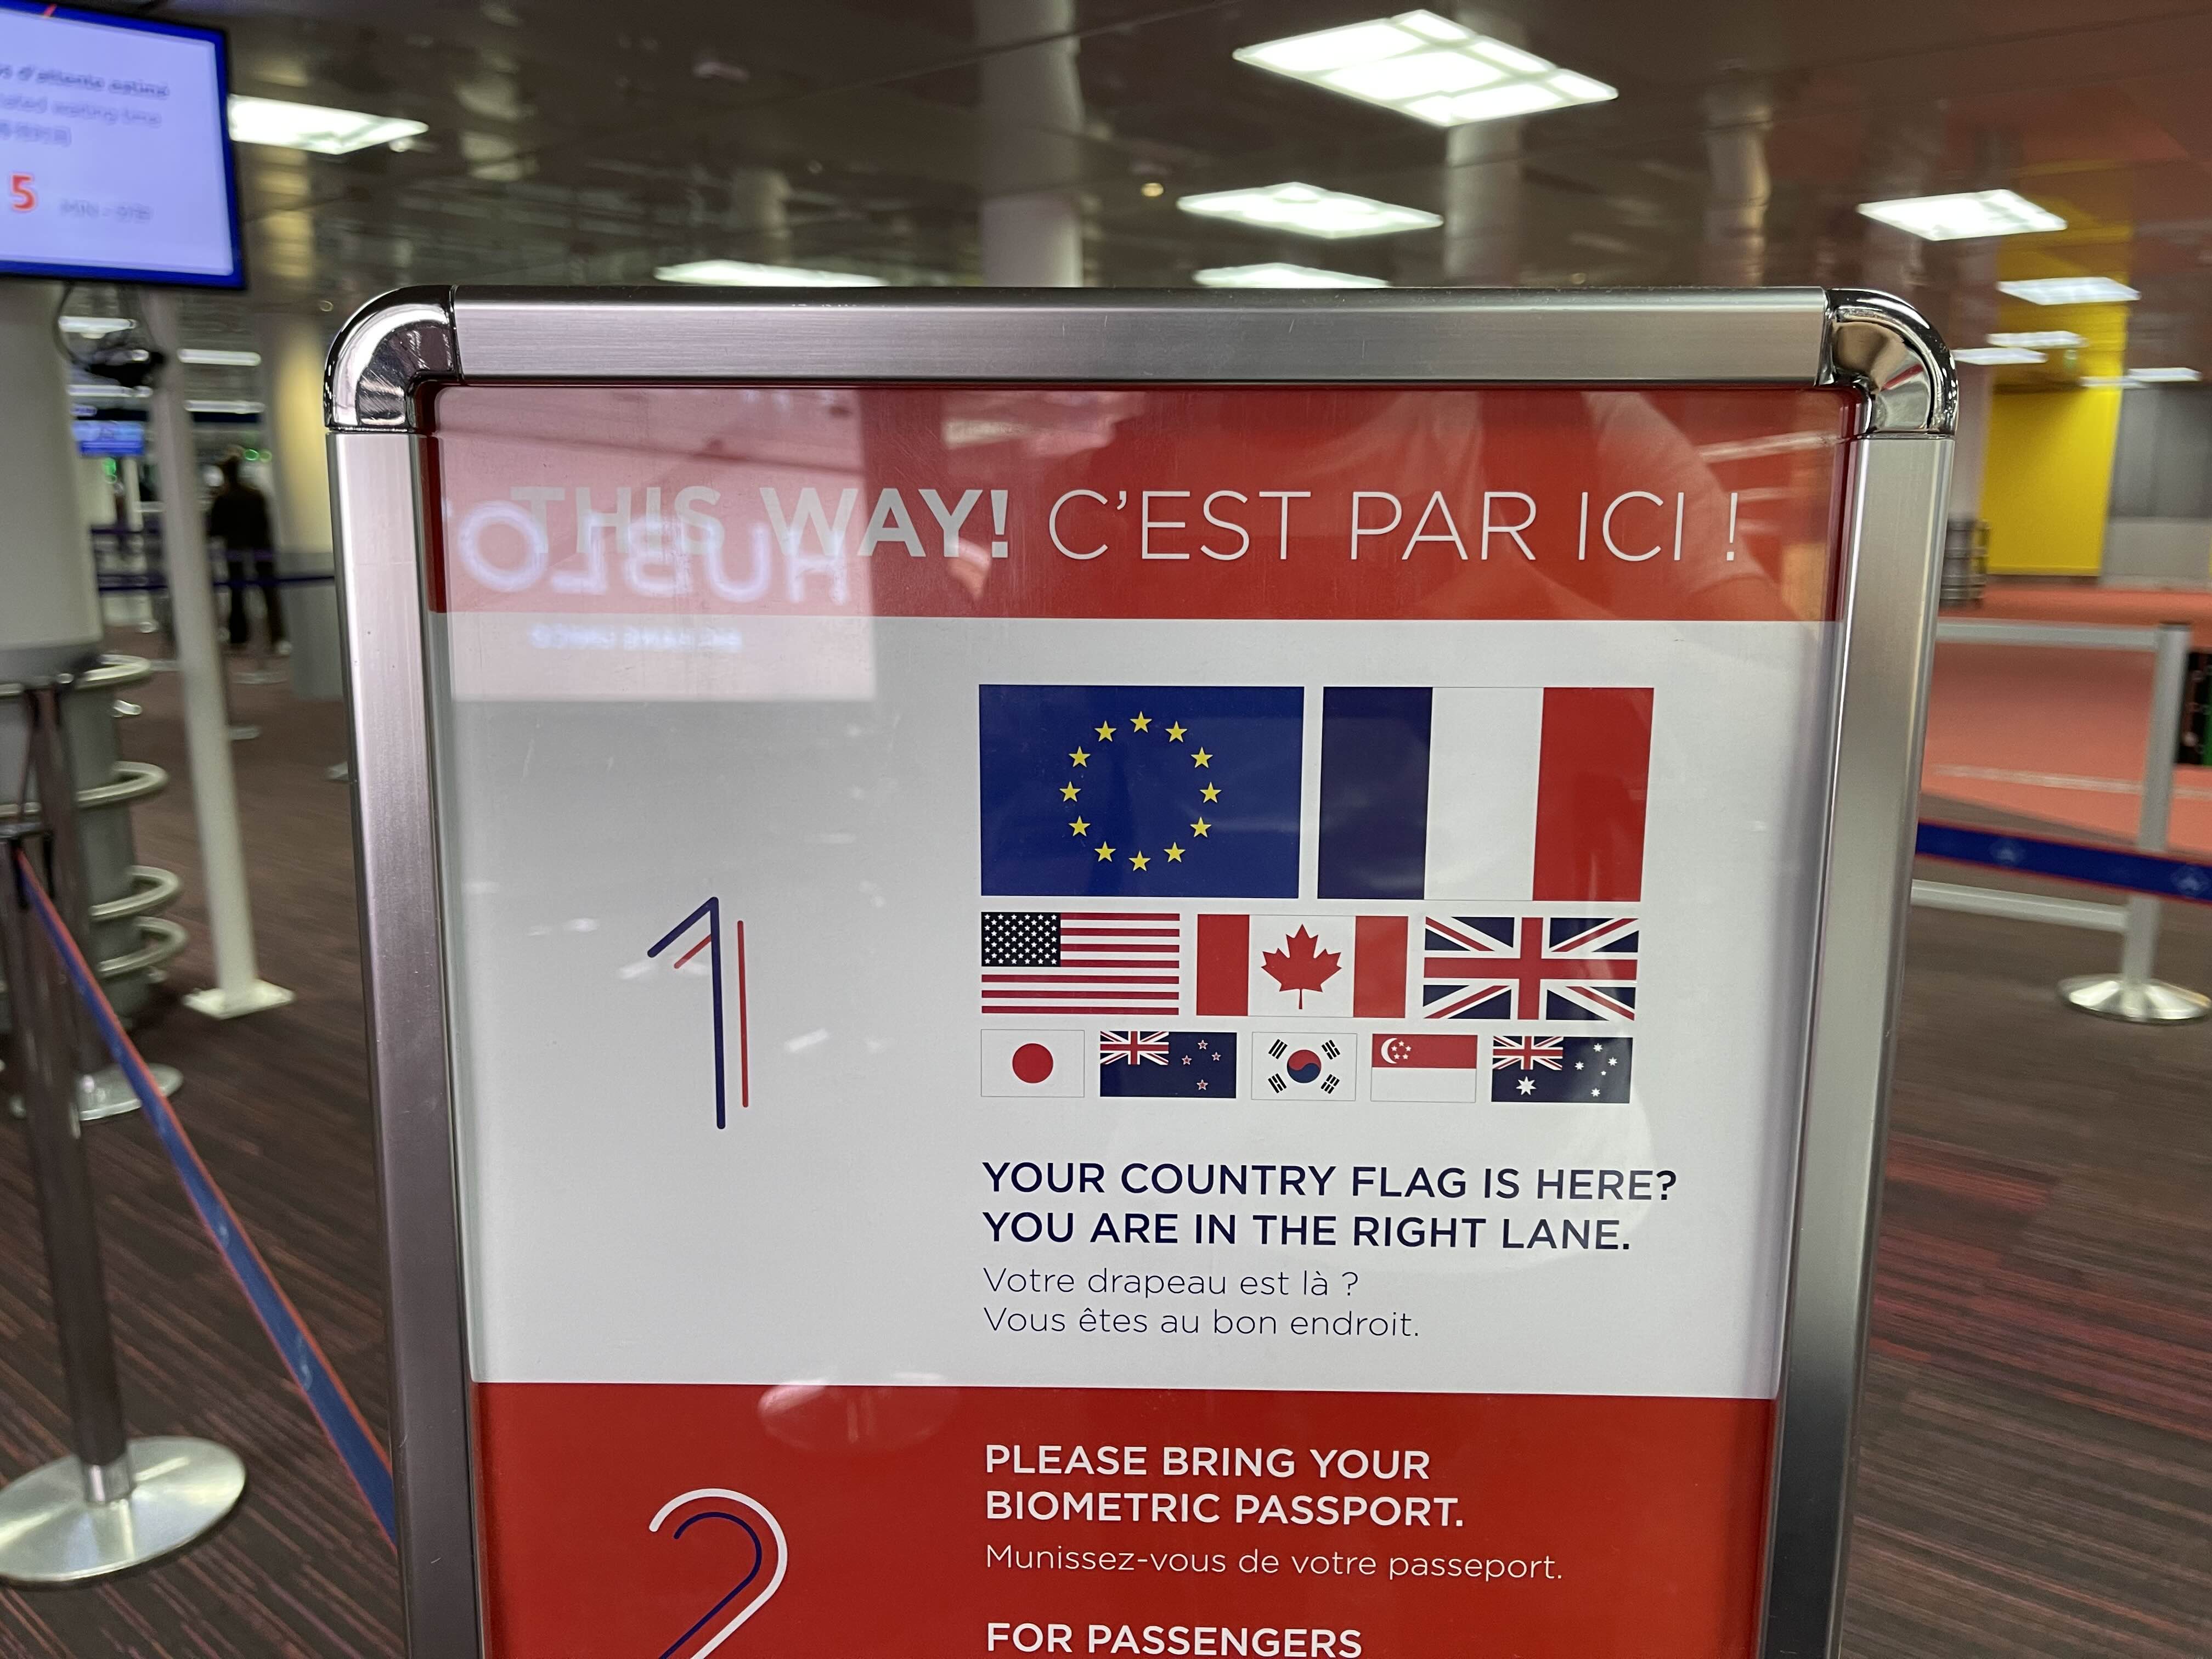 5
THIS WAY! C'EST PAR ICI !
HUBLO
1
YOUR COUNTRY FLAG IS HERE?
YOU ARE IN THE RIGHT LANE.
Votre drapeau est là ?
Vous êtes au bon endroit.
2
PLEASE BRING YOUR
BIOMETRIC PASSPORT.
Munissez-vous de votre passeport.
FOR PASSENGERS